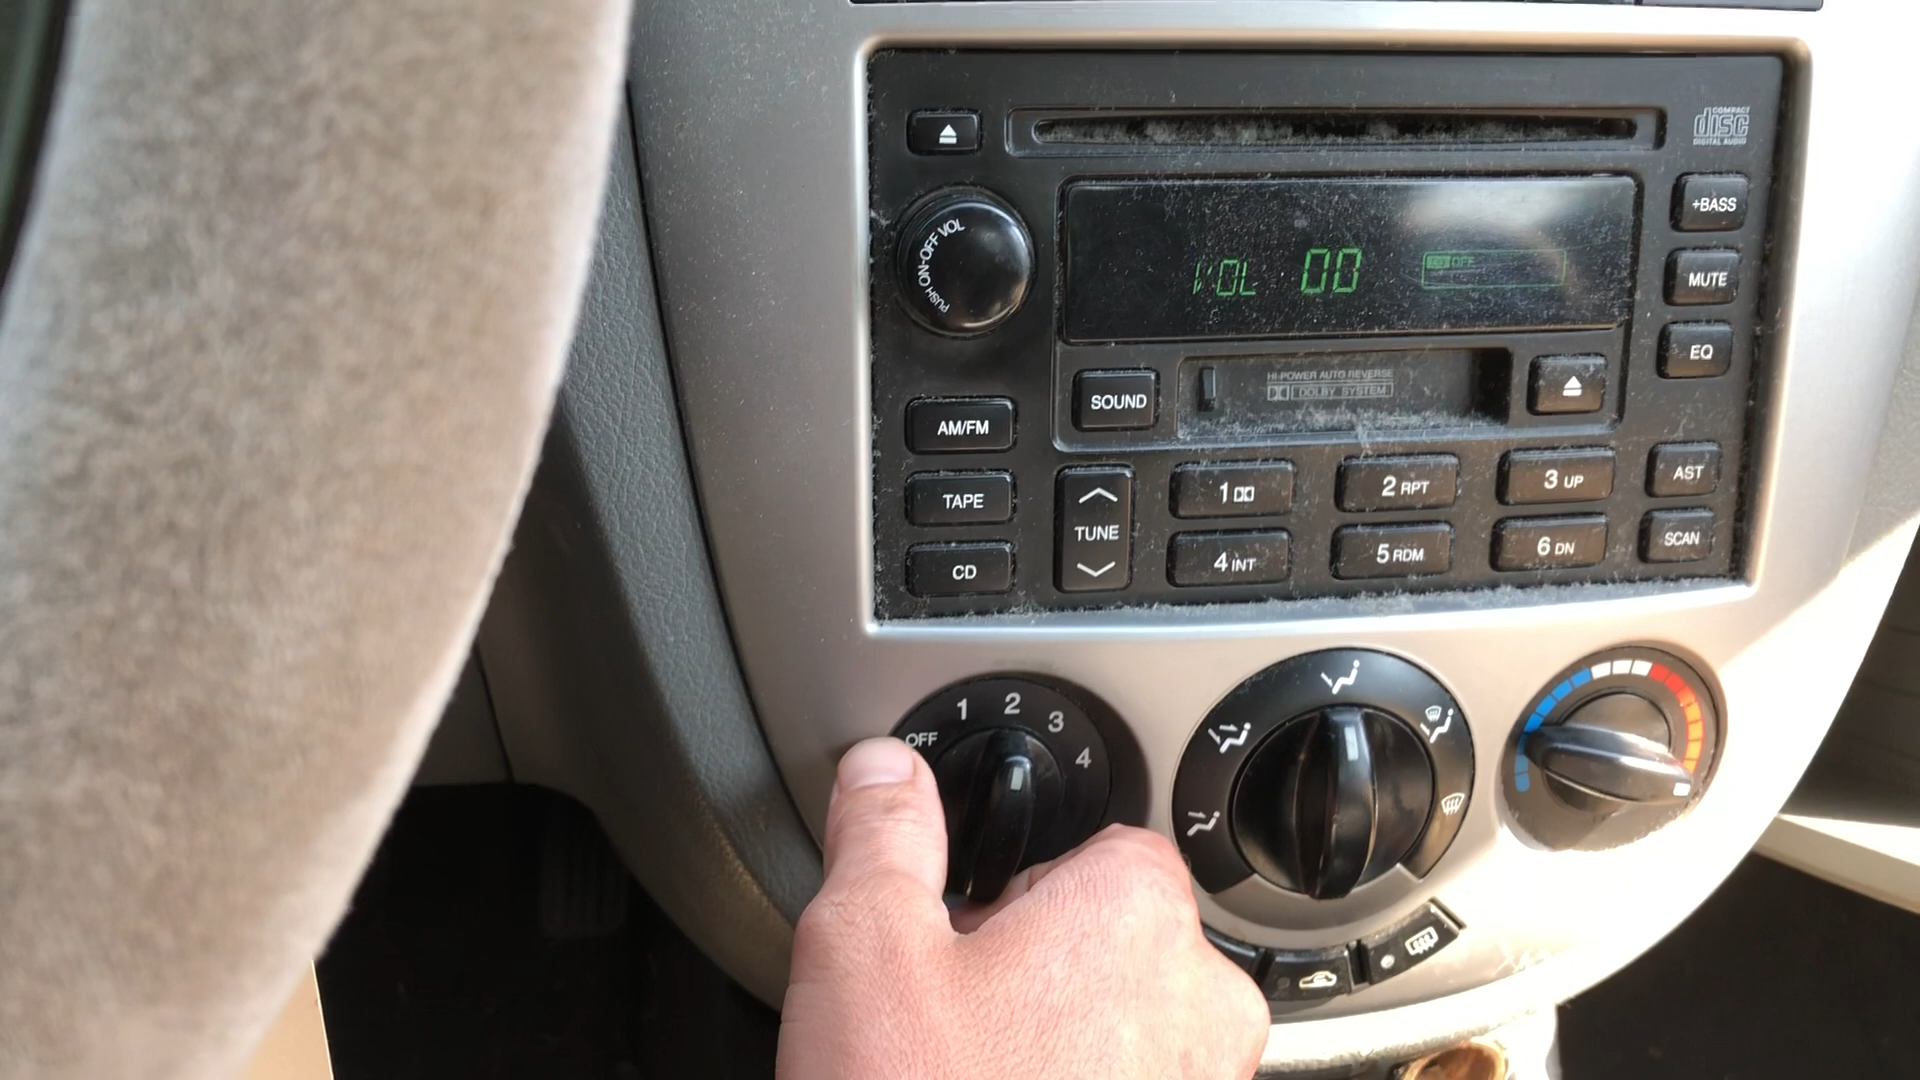 COMPACT
disc
DIGITAL AUDIO
PUSH ON·OFF VOL
+BASS
VOL 00
EQ OFF
MUTE
EQ
HI-POWER AUTO REVERSE
DOLBY SYSTEM
SOUND
AM/FM
TAPE
CD
TUNE
1
2 RPT
3 UP
AST
4 INT
5 RDM
6 DN
SCAN
OFF 1 2 3 4